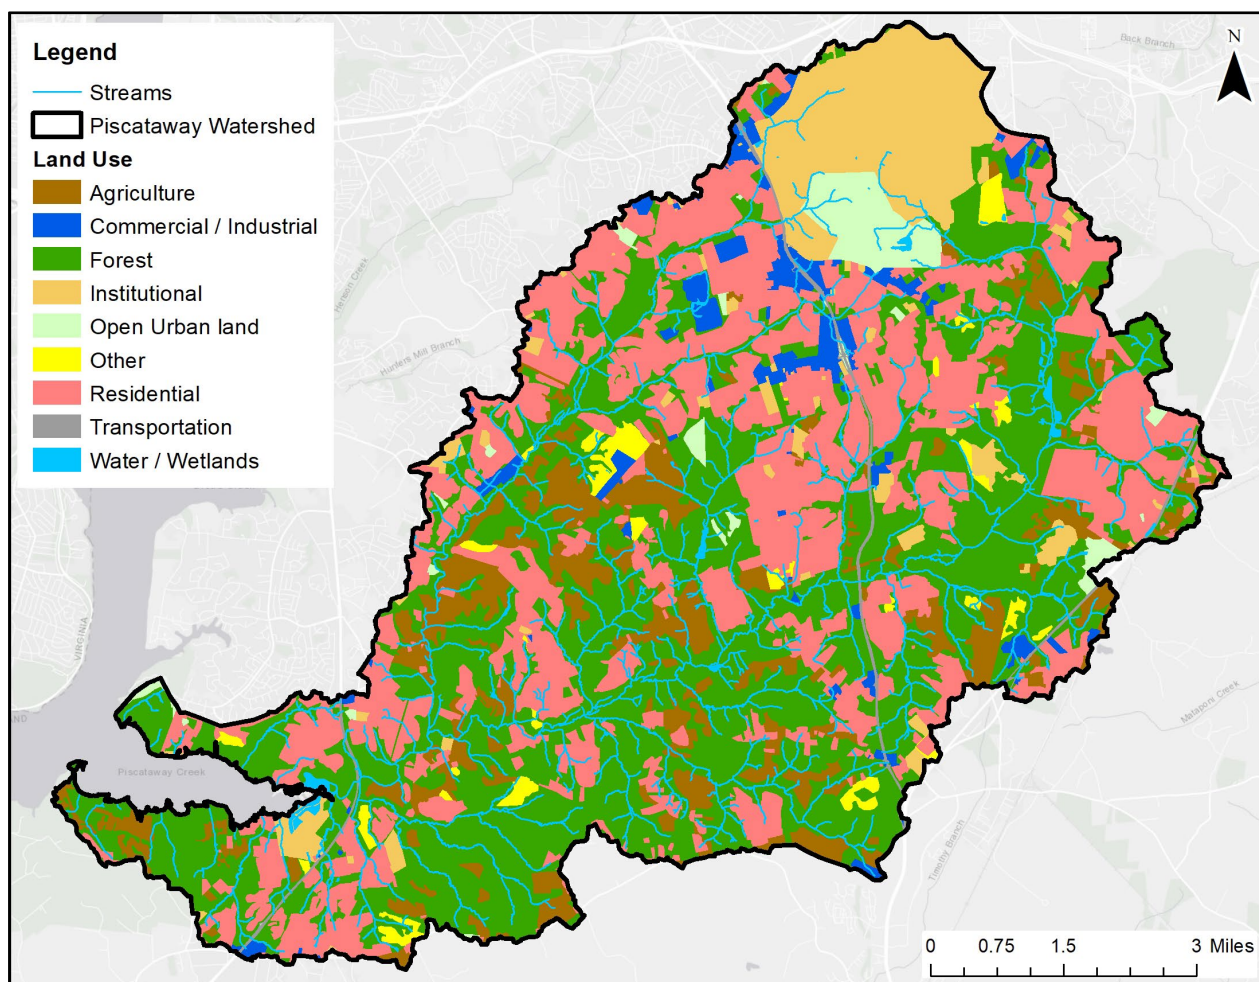 Legend
Streams
Piscataway Watershed
Land Use
Agriculture
Commercial / Industrial
Forest
Institutional
Open Urban land
Other
Residential
Transportation
Water / Wetlands
N
Back Branch
Henson Creek
Hunters Mill Branch
VIRGINIA
ND
Piscataway Creek
Mataponi Creek
Timothy Branch
0 0.75 1.5 3 Miles